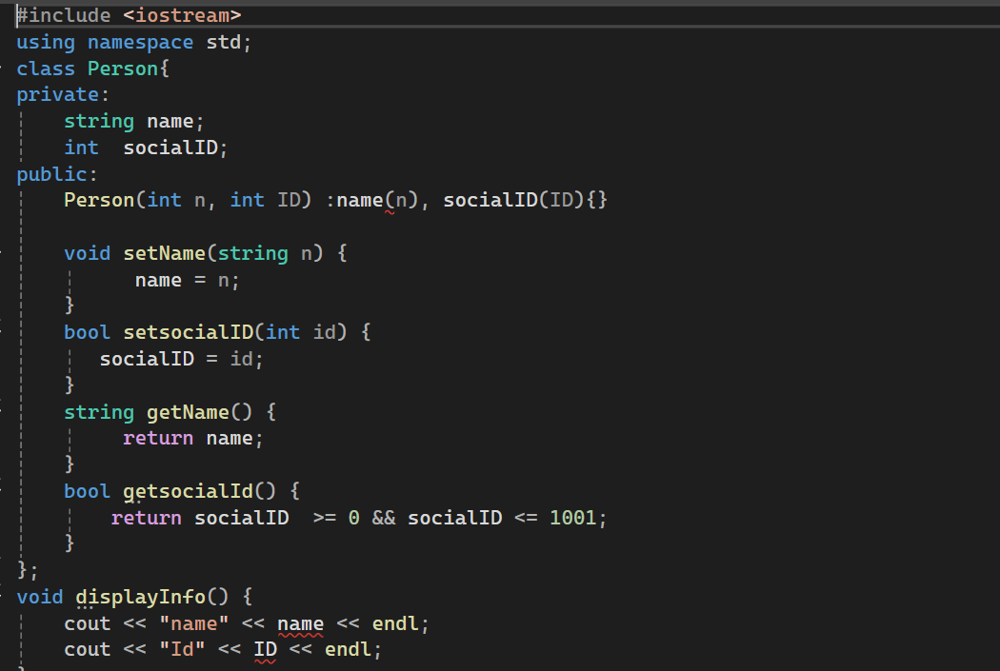 #include <iostream>
using namespace std;
class Person{
private:
    string name;
    int  socialID;
public:
    Person(int n, int ID) :name(n), socialID(ID){}

    void setName(string n) {
          name = n;
    }
    bool setsocialID(int id) {
       socialID = id;
    }
    string getName() {
         return name;
    }
    bool getsocialId() {
        return socialID  >= 0 && socialID <= 1001;
    }
};
void displayInfo() {
    cout << "name" << name << endl;
    cout << "Id" << ID << endl;